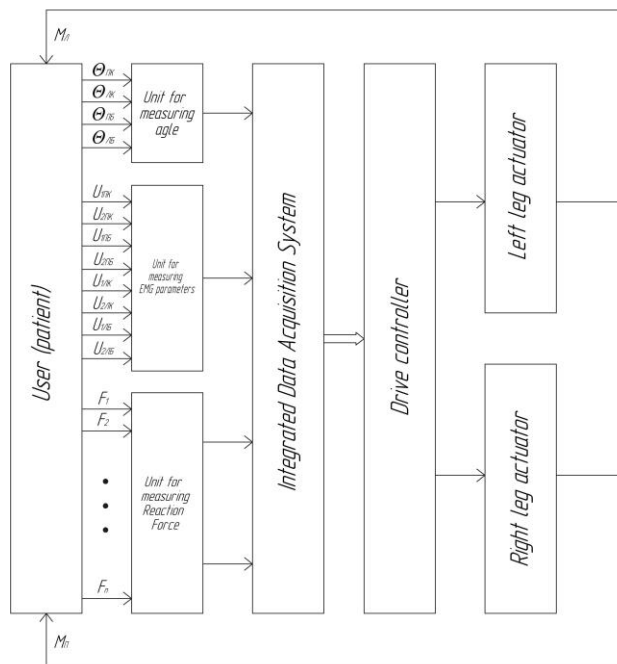 Mл
User (patient)
Θпк
Θлк
Θпб
Θлб
U1пк
U2пк
U1пб
U2пб
U1лк
U2лк
U1лб
U2лб
F1
F2
Fn
Mп
Unit for
measuring
agle
Unit for
measuring
EMG parameters
Unit for
measuring
Reaction
Force
Integrated Data Acquisition System
Drive controller
Left leg actuator
Right leg actuator